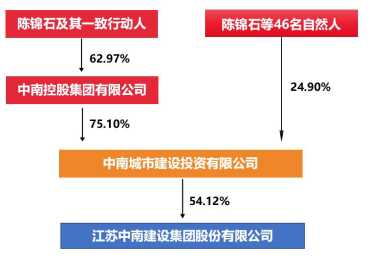 陈锦石及其一致行动人
陈锦石等46名自然人
62.97%
中南控股集团有限公司
24.90%
75.10%
中南城市建设投资有限公司
54.12%
江苏中南建设集团股份有限公司